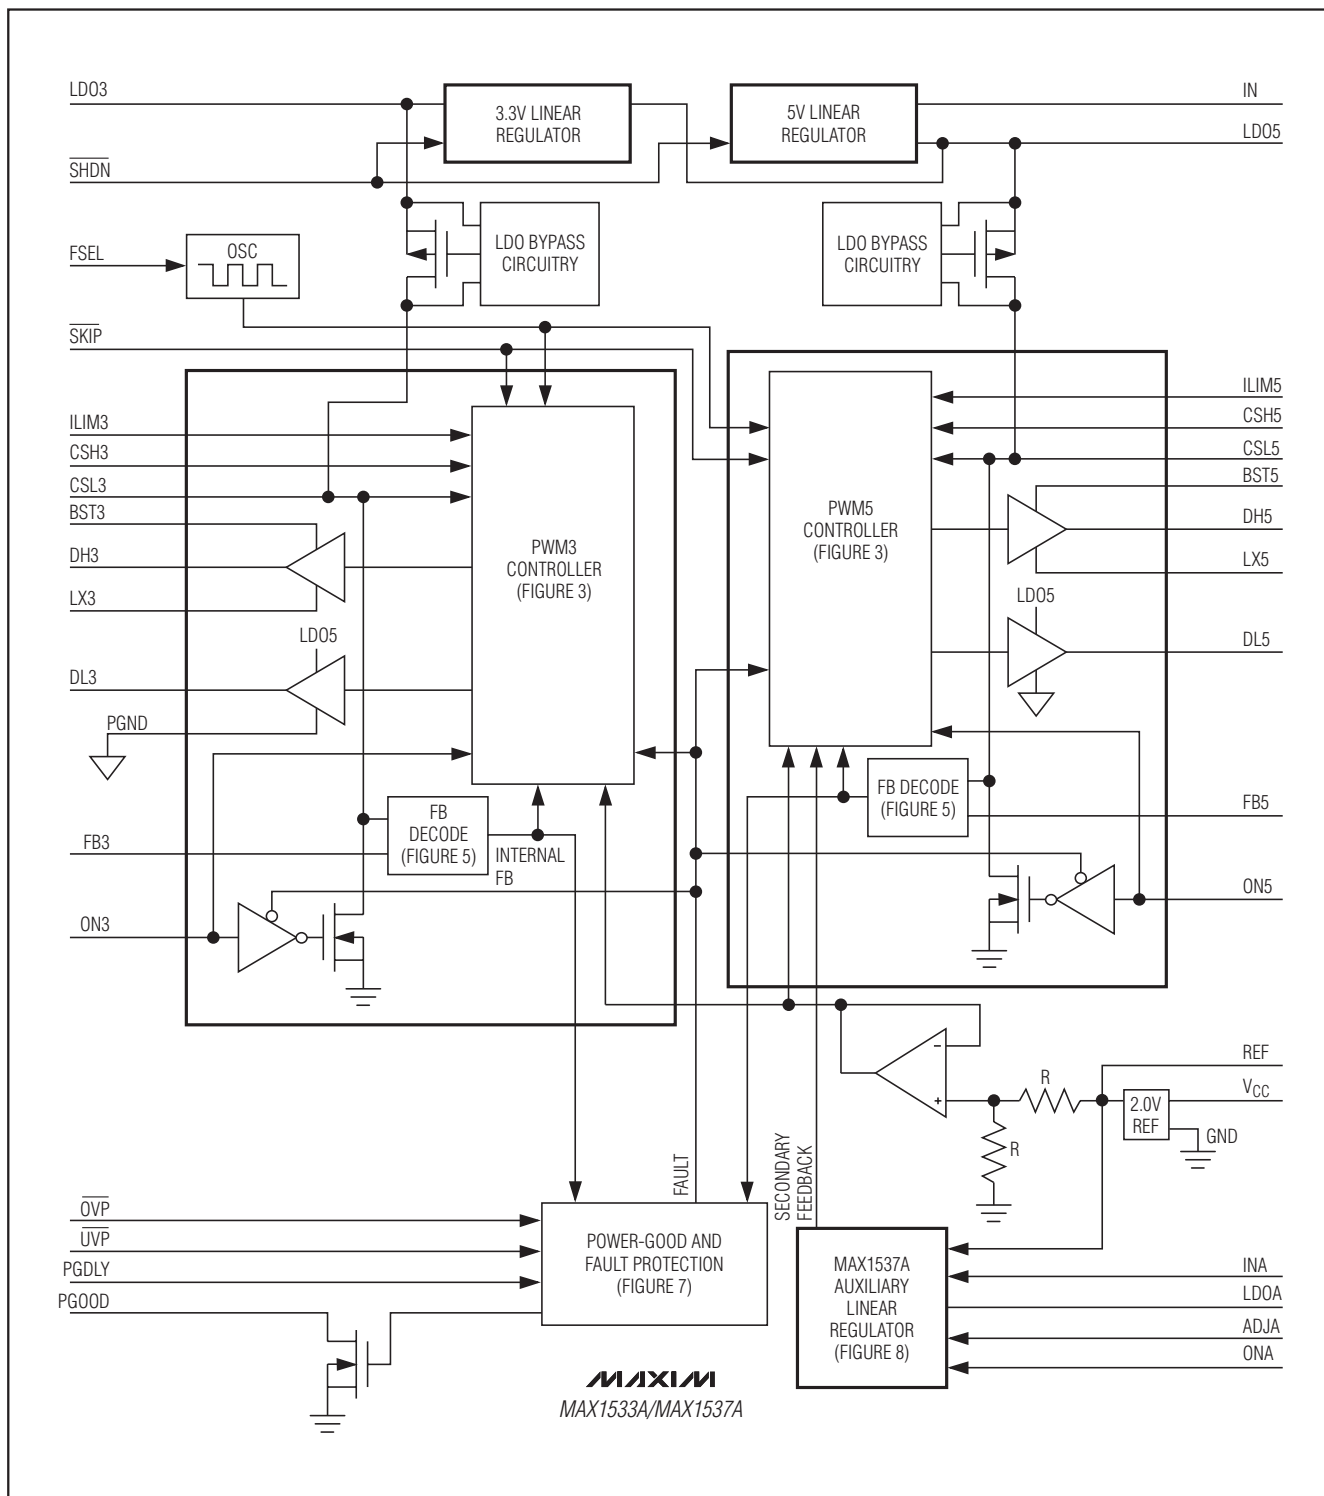 LDO3
3.3V LINEAR
REGULATOR
5V LINEAR
REGULATOR
IN
LDO5
SHDN
FSEL
OSC
LDO BYPASS
CIRCUITRY
LDO BYPASS
CIRCUITRY
SKIP
ILIM3
CSH3
CSL3
BST3
DH3
LX3
LDO5
DL3
PGND
PWM3
CONTROLLER
(FIGURE 3)
PWM5
CONTROLLER
(FIGURE 3)
ILIM5
CSH5
CSL5
BST5
DH5
LX5
LDO5
DL5
FB
DECODE
(FIGURE 5)
INTERNAL
FB
FB DECODE
(FIGURE 5)
FB3
FB5
ON3
ON5
REF
VCC
2.0V
REF
GND
R
R
-
+
FAULT
SECONDARY
FEEDBACK
OVP
UVP
PGDLY
PGOOD
POWER-GOOD AND
FAULT PROTECTION
(FIGURE 7)
MAX1537A
AUXILIARY
LINEAR
REGULATOR
(FIGURE 8)
INA
LDOA
ADJA
ONA
MAXIM
MAX1533A/MAX1537A